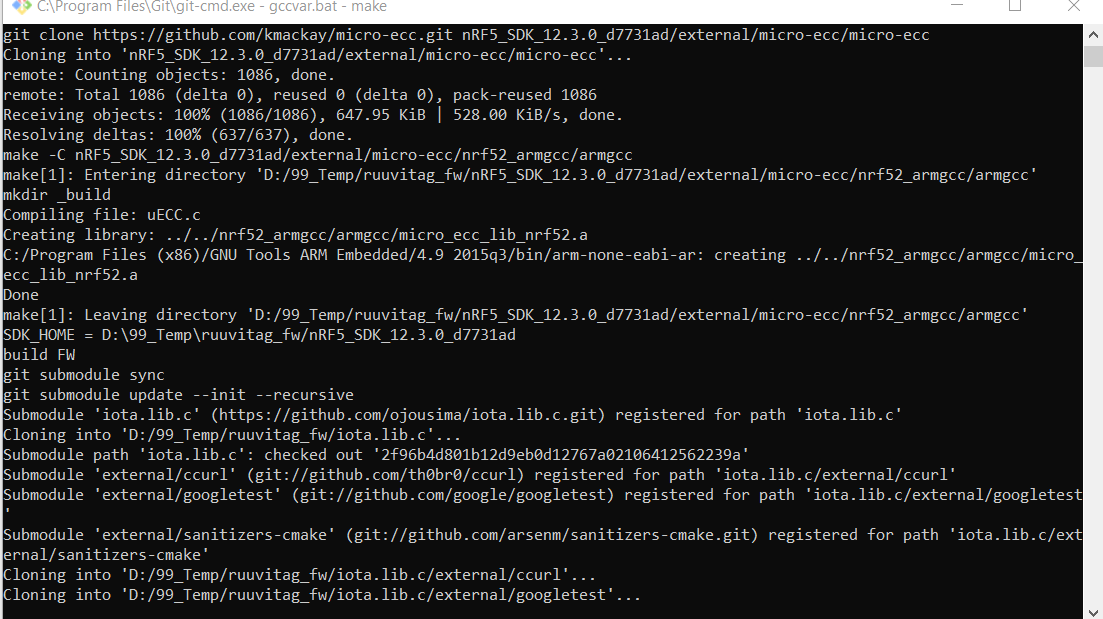 C:\Program Files\Git\git-cmd.exe - gccvar.bat - make
git clone https://github.com/kmackay/micro-ecc.git nRF5_SDK_12.3.0_d7731ad/external/micro-ecc/micro-ecc
Cloning into 'nRF5_SDK_12.3.0_d7731ad/external/micro-ecc/micro-ecc'...
remote: Counting objects: 1086, done.
remote: Total 1086 (delta 0), reused 0 (delta 0), pack-reused 1086
Receiving objects: 100% (1086/1086), 647.95 KiB | 528.00 KiB/s, done.
Resolving deltas: 100% (637/637), done.
make -C nRF5_SDK_12.3.0_d7731ad/external/micro-ecc/nrf52_armgcc/armgcc
make[1]: Entering directory 'D:/99_Temp/ruuvitag_fw/nRF5_SDK_12.3.0_d7731ad/external/micro-ecc/nrf52_armgcc/armgcc'
mkdir _build
Compiling file: uECC.c
Creating library: ../../nrf52_armgcc/armgcc/micro_ecc_lib_nrf52.a
C:/Program Files (x86)/GNU Tools ARM Embedded/4.9 2015q3/bin/arm-none-eabi-ar: creating ../../nrf52_armgcc/armgcc/micro_
ecc_lib_nrf52.a
Done
make[1]: Leaving directory 'D:/99_Temp/ruuvitag_fw/nRF5_SDK_12.3.0_d7731ad/external/micro-ecc/nrf52_armgcc/armgcc'
SDK_HOME = D:\99_Temp\ruuvitag_fw/nRF5_SDK_12.3.0_d7731ad
build FW
git submodule sync
git submodule update --init --recursive
Submodule 'iota.lib.c' (https://github.com/ojousima/iota.lib.c.git) registered for path 'iota.lib.c'
Cloning into 'D:/99_Temp/ruuvitag_fw/iota.lib.c'...
Submodule path 'iota.lib.c': checked out '2f96b4d801b12d9eb0d12767a02106412562239a'
Submodule 'external/ccurl' (git://github.com/th0br0/ccurl) registered for path 'iota.lib.c/external/ccurl'
Submodule 'external/googletest' (git://github.com/google/googletest) registered for path 'iota.lib.c/external/googletest
'
Submodule 'external/sanitizers-cmake' (git://github.com/arsenm/sanitizers-cmake.git) registered for path 'iota.lib.c/ext
ernal/sanitizers-cmake'
Cloning into 'D:/99_Temp/ruuvitag_fw/iota.lib.c/external/ccurl'...
Cloning into 'D:/99_Temp/ruuvitag_fw/iota.lib.c/external/googletest'...